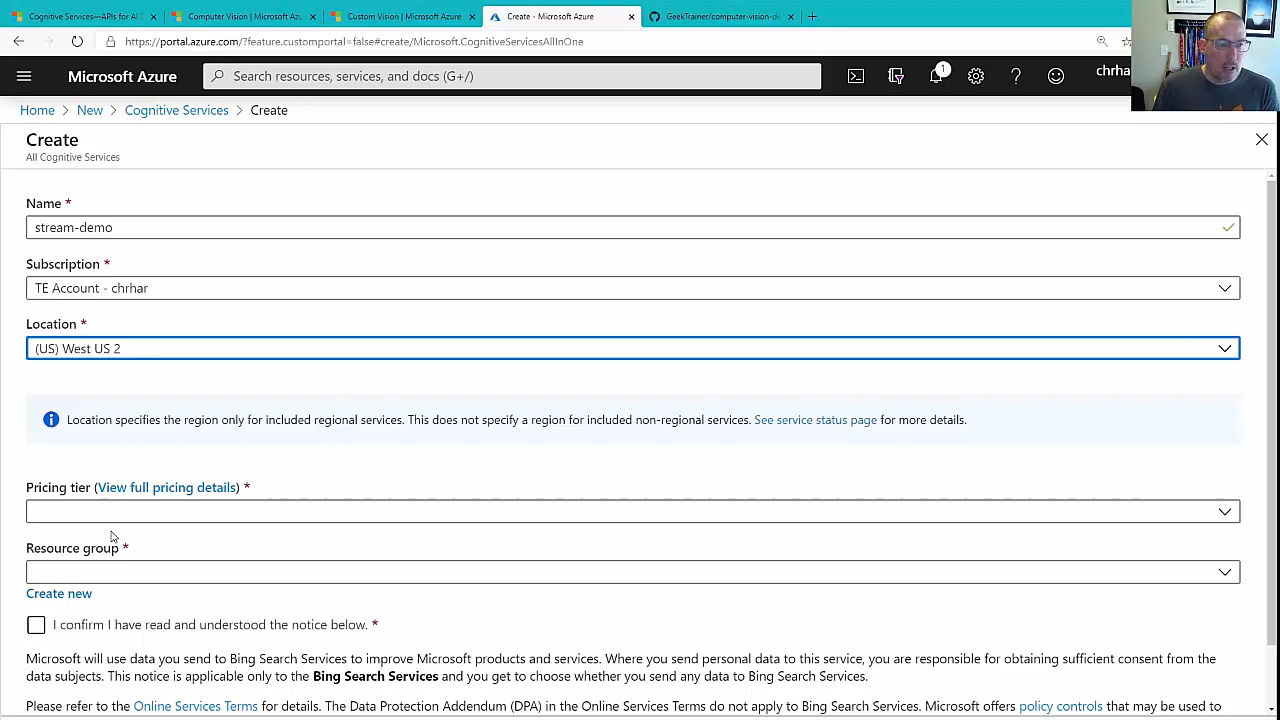 Cognitive Services—APIs for AI D
Computer Vision | Microsoft Azu
Custom Vision | Microsoft Azure
Create - Microsoft Azure
GeekTrainer/computer-vision-de
https://portal.azure.com/?feature.customportal=false#create/Microsoft.CognitiveServicesAllInOne
Microsoft Azure
Search resources, services, and docs (G+/)
1
chrha
Home > New > Cognitive Services > Create
Create
All Cognitive Services
Name *
stream-demo
Subscription *
TE Account - chrhar
Location *
(US) West US 2
Location specifies the region only for included regional services. This does not specify a region for included non-regional services. See service status page for more details.
Pricing tier (View full pricing details) *
Resource group *
Create new
I confirm I have read and understood the notice below. *
Microsoft will use data you send to Bing Search Services to improve Microsoft products and services. Where you send personal data to this service, you are responsible for obtaining sufficient consent from the
data subjects. This notice is applicable only to the Bing Search Services and you get to choose whether you send any data to Bing Search Services.
Please refer to the Online Services Terms for details. The Data Protection Addendum (DPA) in the Online Services Terms do not apply to Bing Search Services. Microsoft offers policy controls that may be used to